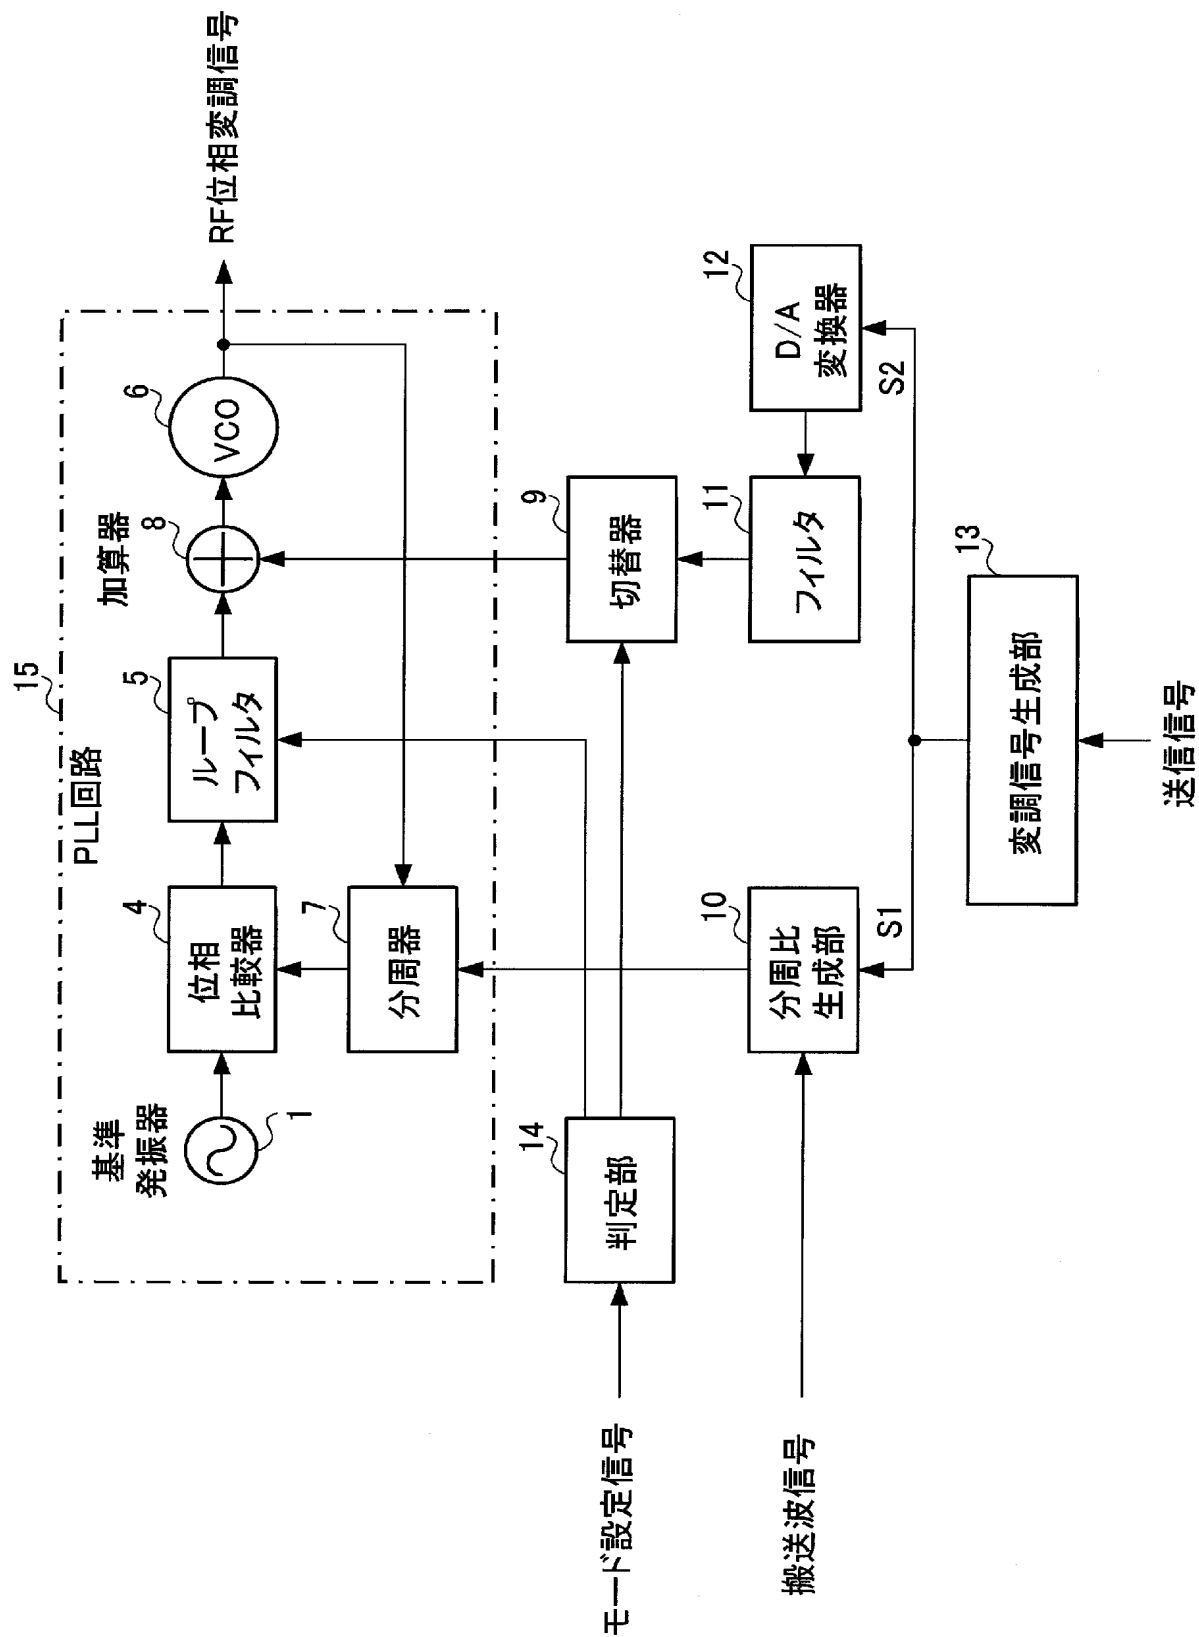 15
PLL回路
基準
発振器
1
位相
比較器
4
ループ
フィルタ
5
加算器
8
VCO
6
RF位相変調信号
分周器
7
モード設定信号
判定部
14
切替器
9
搬送波信号
分周比
生成部
10
フィルタ
11
D/A
変換器
12
S1
S2
変調信号生成部
13
送信信号